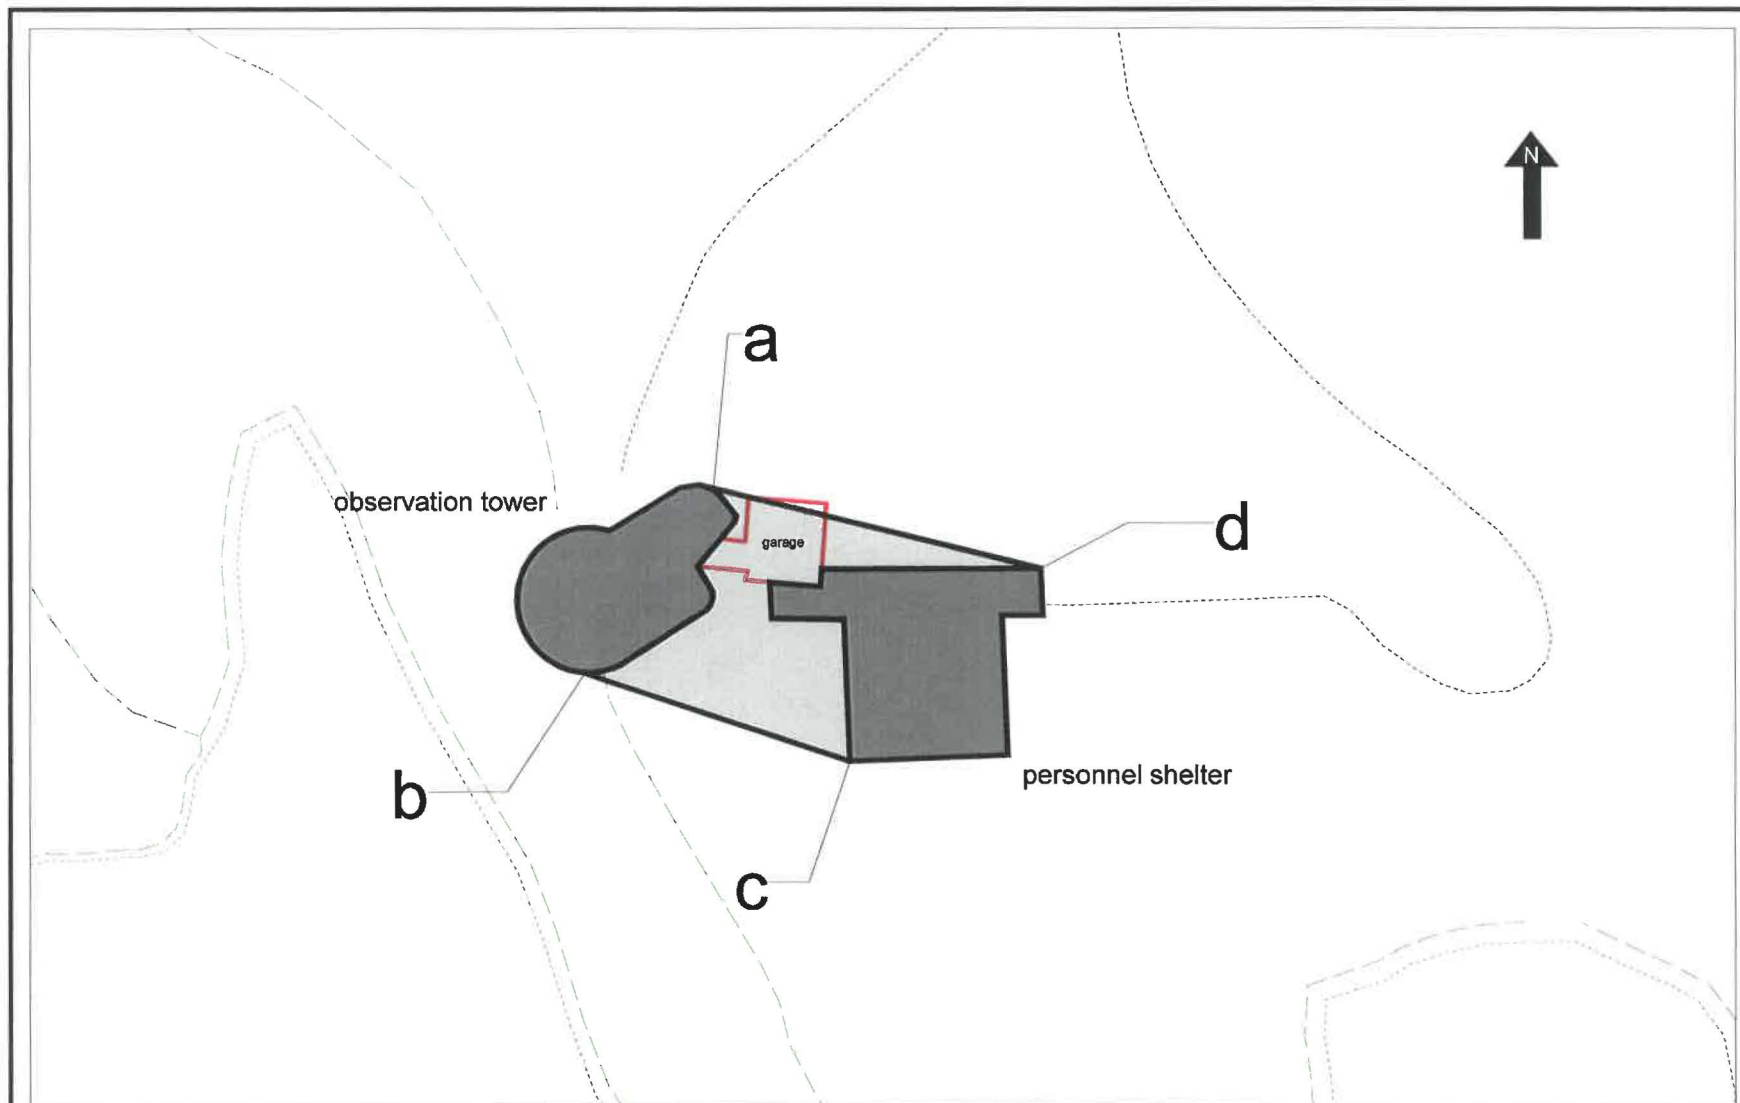 N
a
observation tower
d
garage
personnel shelter
b
c